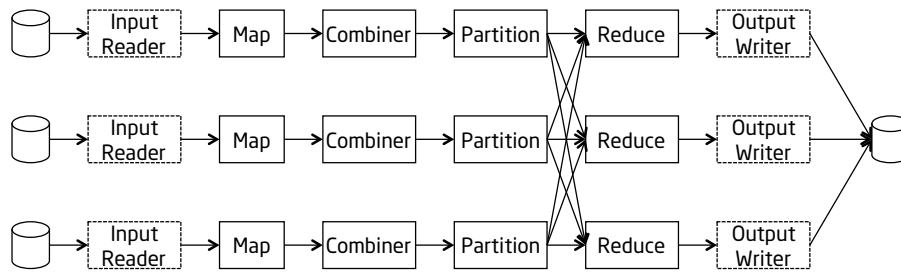 Input
Reader
Map
Combiner
Partition
Reduce
Output
Writer
Input
Reader
Map
Combiner
Partition
Reduce
Output
Writer
Input
Reader
Map
Combiner
Partition
Reduce
Output
Writer